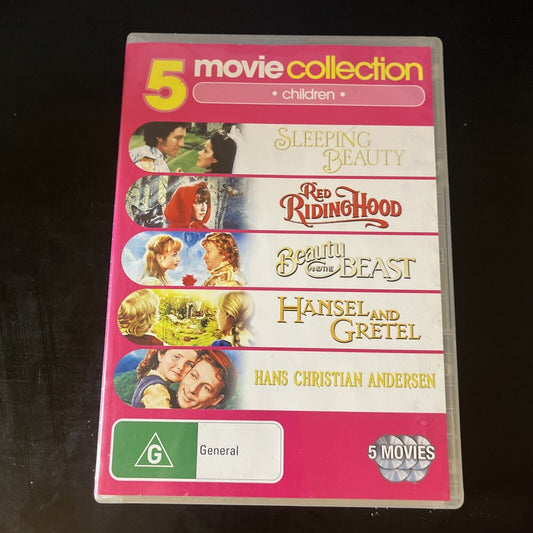 5 movie collection
• children •
SLEEPING
BEAUTY
RED
RIDING HOOD
Beauty
AND THE BEAST
HANSEL AND
GRETEL
HANS CHRISTIAN ANDERSEN
G General
5 MOVIES